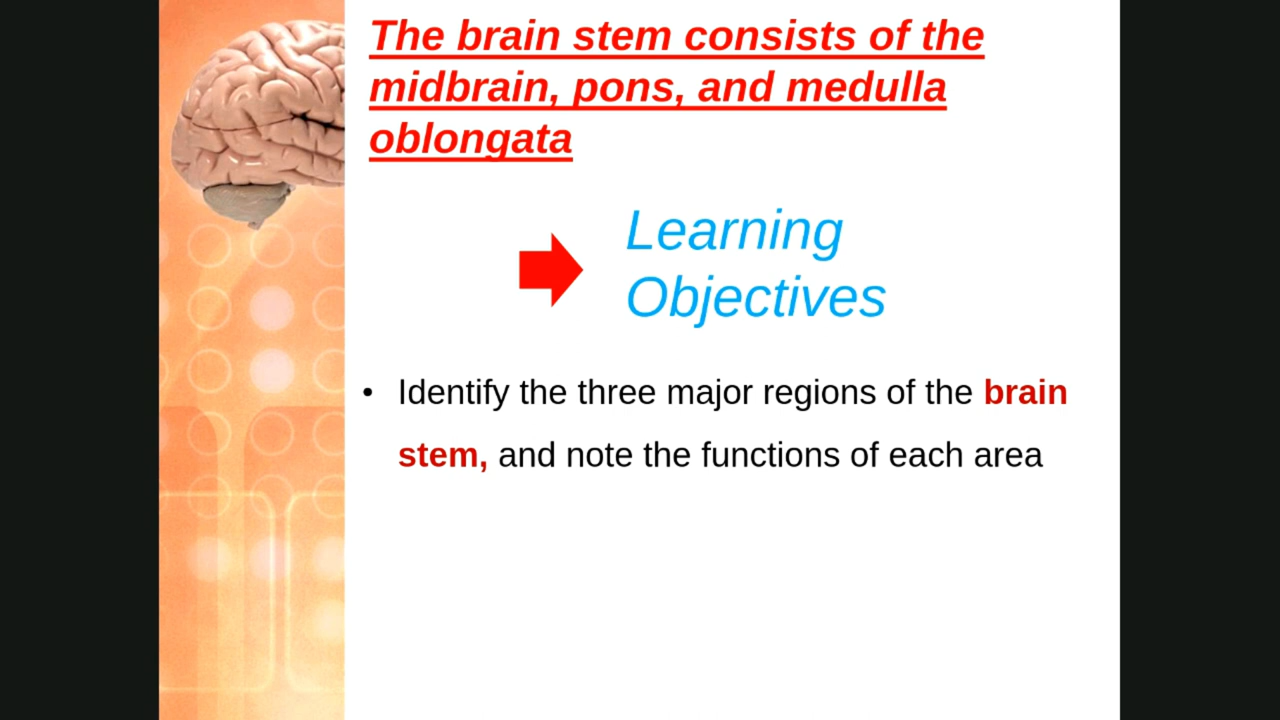 The brain stem consists of the
midbrain, pons, and medulla
oblongata
Learning
Objectives
• Identify the three major regions of the brain
stem, and note the functions of each area